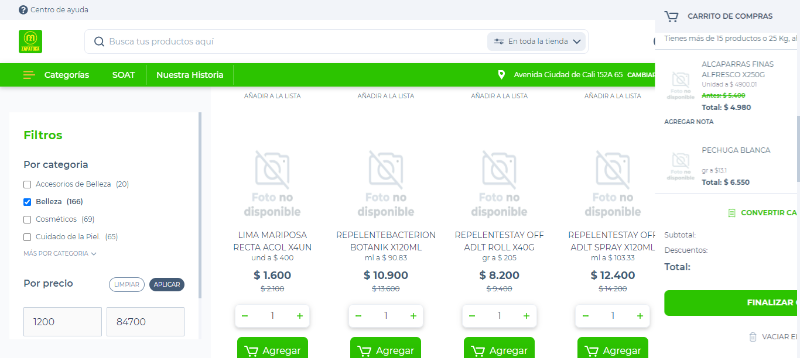 Centro de ayuda
CARRITO DE COMPRAS
Tienes más de 15 productos o 25 Kg, al
Busca tus productos aquí
En toda la tienda
Categorías
SOAT
Nuestra Historia
Avenida Ciudad de Cali 152A 65 CAMBIAR
AÑADIR A LA LISTA
AÑADIR A LA LISTA
AÑADIR A LA LISTA
AÑADIR A LA LISTA
Filtros
Por categoria
Accesorios de Belleza (20)
Belleza (166)
Cosméticos (69)
Cuidado de la Piel (65)
MÁS POR CATEGORIA
Por precio
LIMPIAR
APLICAR
1200
84700
Foto no disponible
LIMA MARIPOSA
RECTA ACOL X4UN
und a $ 400
$ 1.600
$ 2.100
1
Agregar
Foto no disponible
REPELENTEBACTERION
BOTANIK X120ML
ml a $ 90.83
$ 10.900
$ 13.600
1
Agregar
Foto no disponible
REPELENTESTAY OFF
ADLT ROLL X40G
gr a $ 205
$ 8.200
$ 9.400
1
Agregar
Foto no disponible
REPELENTESTAY OFF
ADLT SPRAY X120ML
ml a $ 103.33
$ 12.400
$ 14.200
1
Agregar
Foto no disponible
ALCAPARRAS FINAS
ALFRESCO X250G
Unidad a $ 4900.01
Antes: $ 5.400
Total: $ 4.980
AGREGAR NOTA
Foto no disponible
PECHUGA BLANCA
gr a $13.1
Total: $ 6.550
CONVERTIR CA
Subtotal:
Descuentos:
Total:
FINALIZAR
VACIAR EL